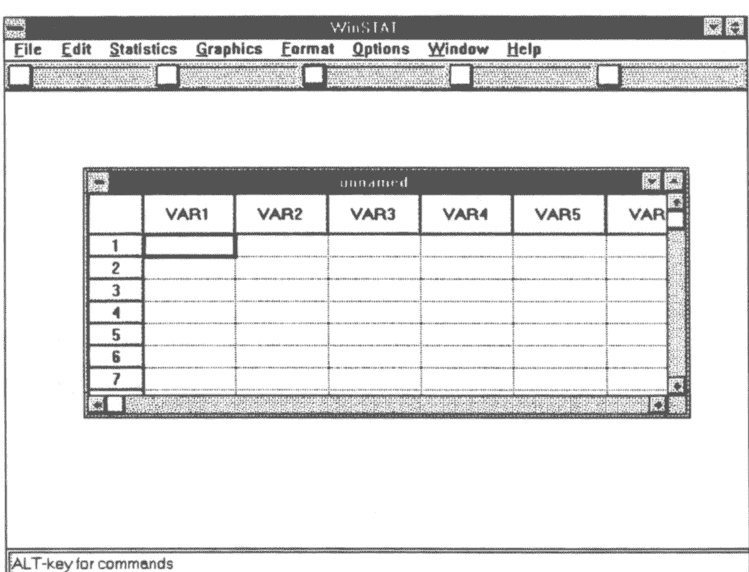 WinSTAT
File Edit Statistics Graphics Format Options Window Help
unnamed
VAR1 VAR2 VAR3 VAR4 VAR5 VAR
1
2
3
4
5
6
7
ALT-key for commands